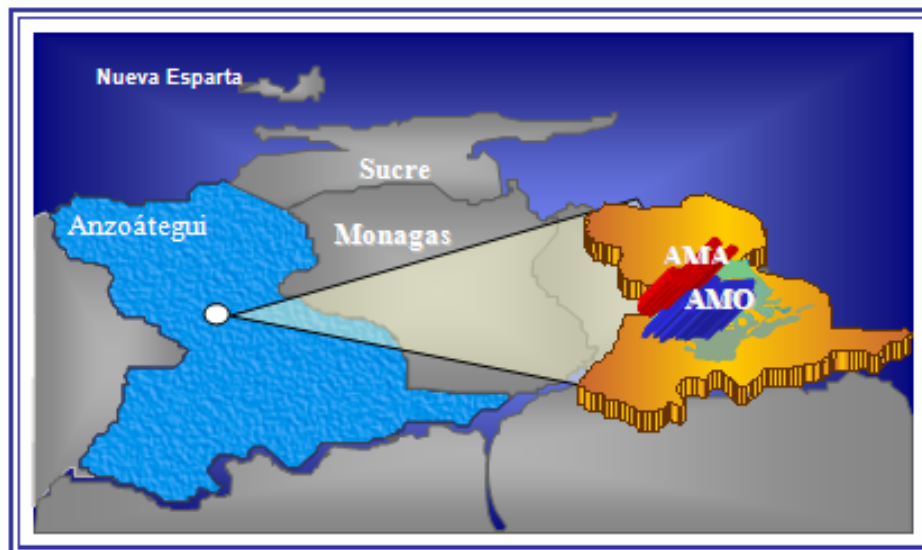 Nueva Esparta
Sucre
Anzoátegui
Monagas
AMA
AMO